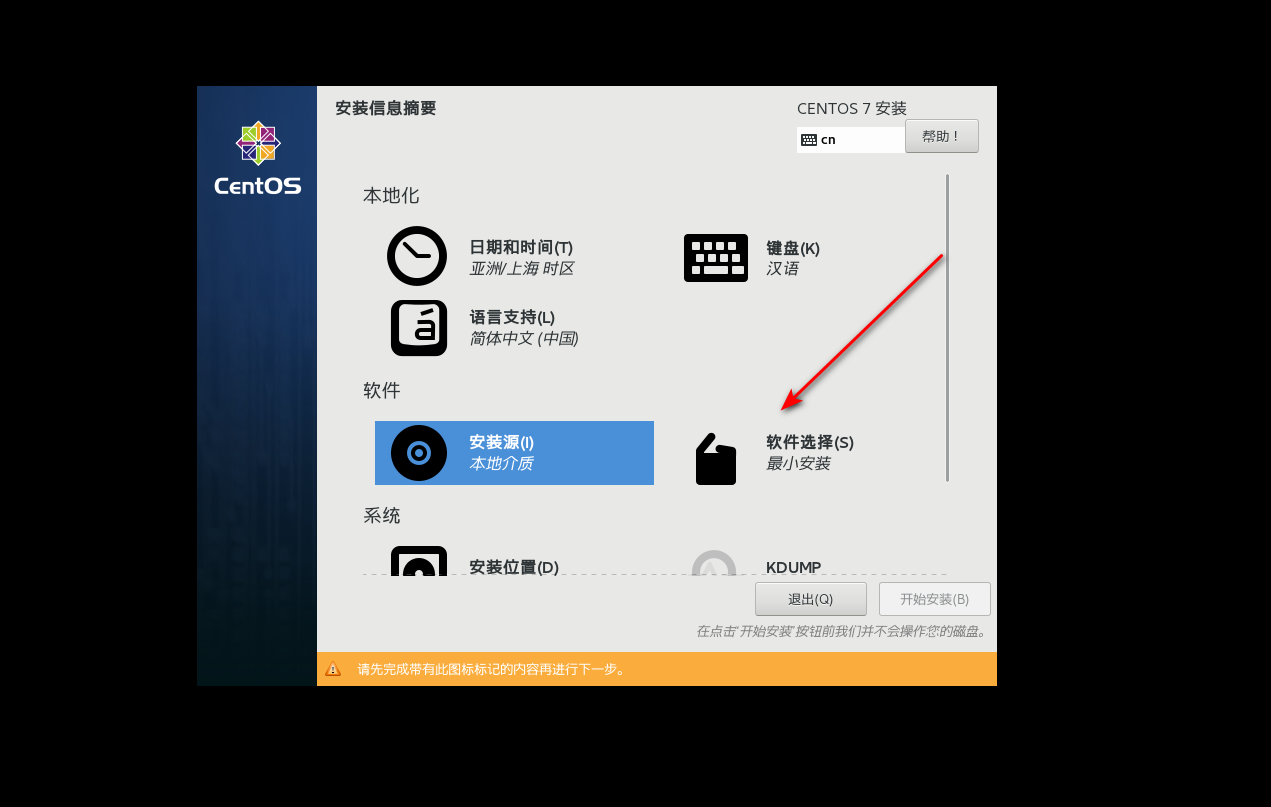 安装信息摘要
CENTOS 7 安装
cn
帮助！
CentOS
本地化
日期和时间(T)
亚洲/上海 时区
键盘(K)
汉语
语言支持(L)
简体中文 (中国)
软件
安装源(I)
本地介质
软件选择(S)
最小安装
系统
安装位置(D)
KDUMP
退出(Q)
开始安装(B)
在点击"开始安装"按钮前我们并不会操作您的磁盘。
请先完成带有此图标标记的内容再进行下一步。